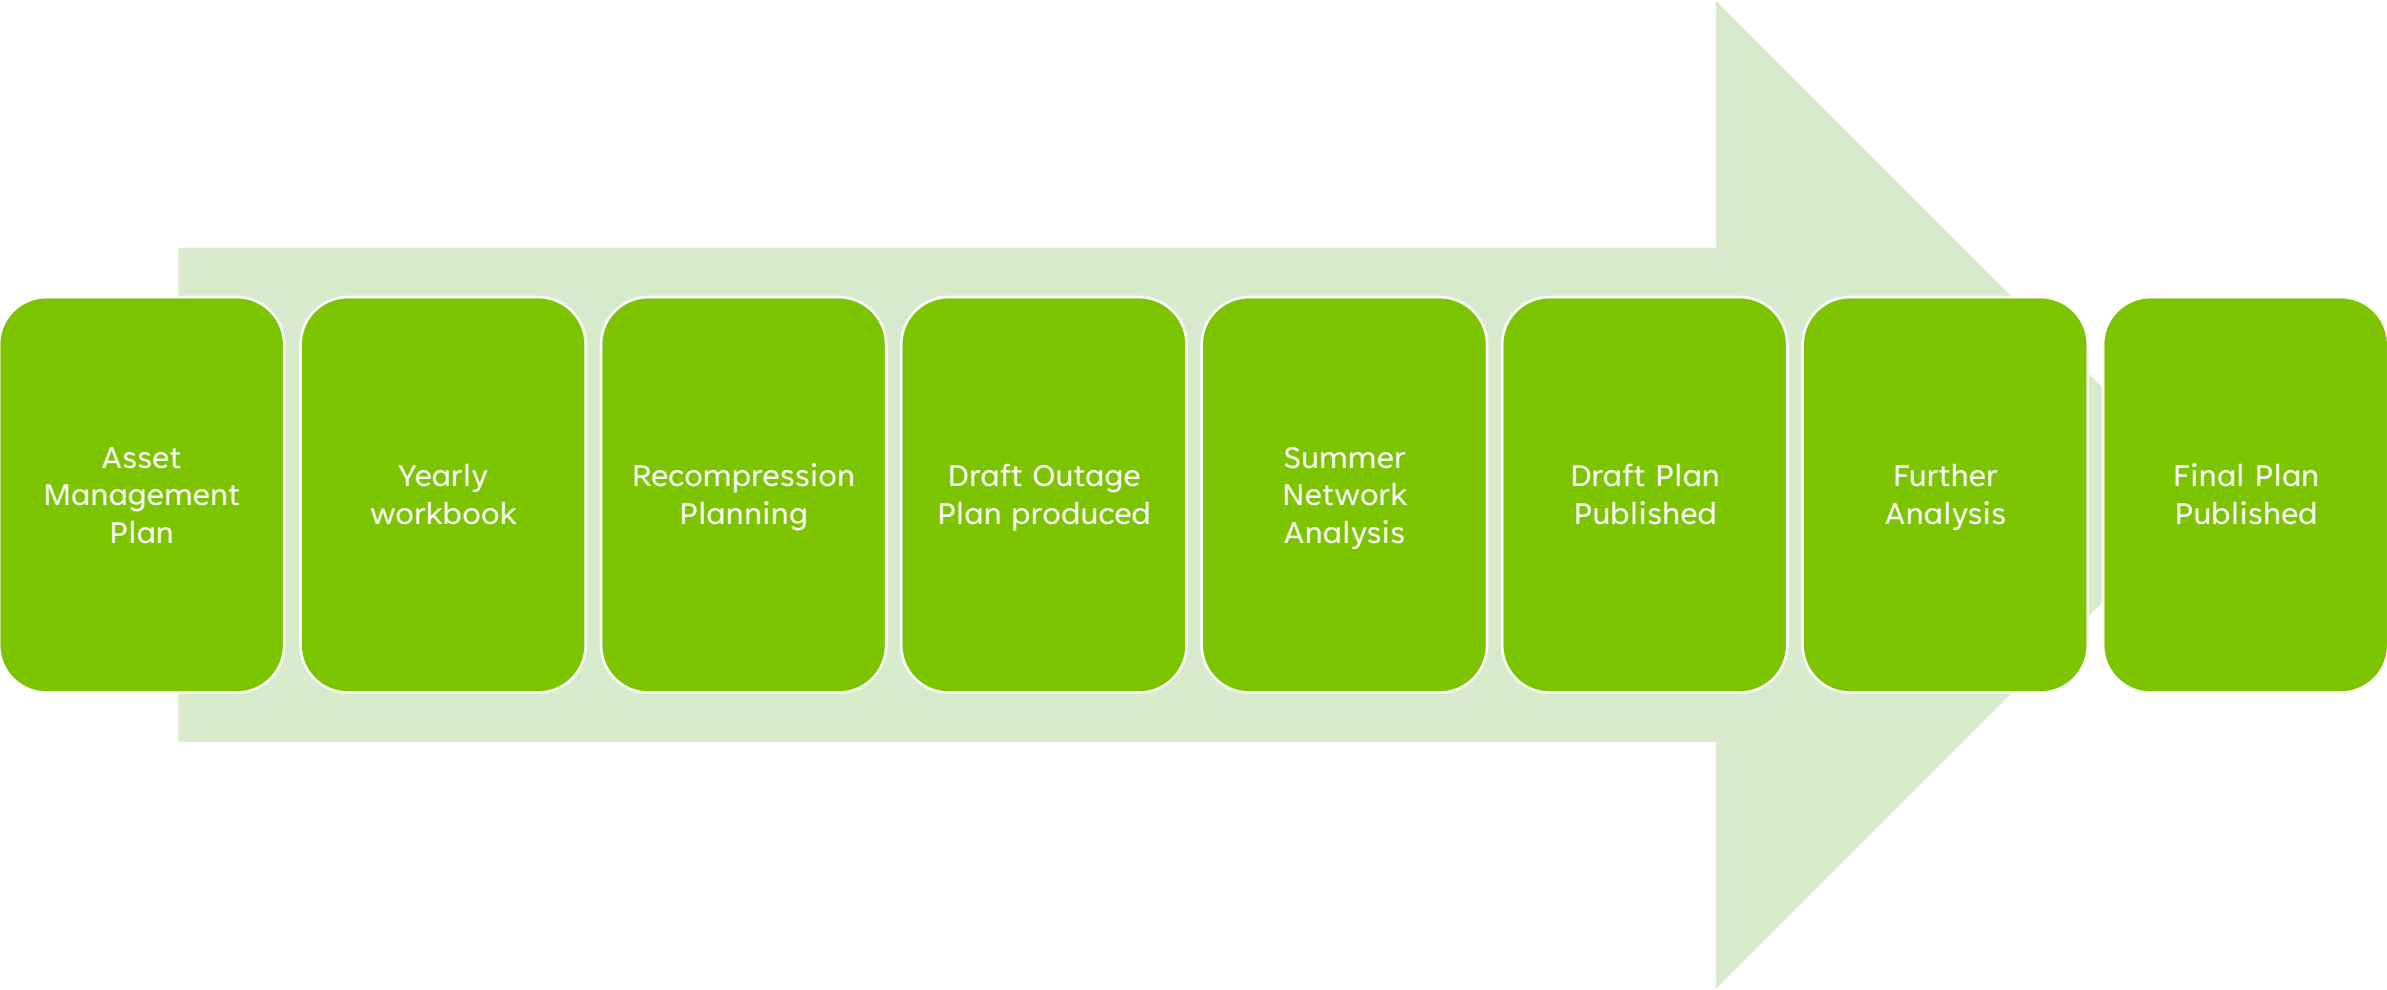 Asset
Management
Plan
Yearly
workbook
Recompression
Planning
Draft Outage
Plan produced
Summer
Network
Analysis
Draft Plan
Published
Further
Analysis
Final Plan
Published